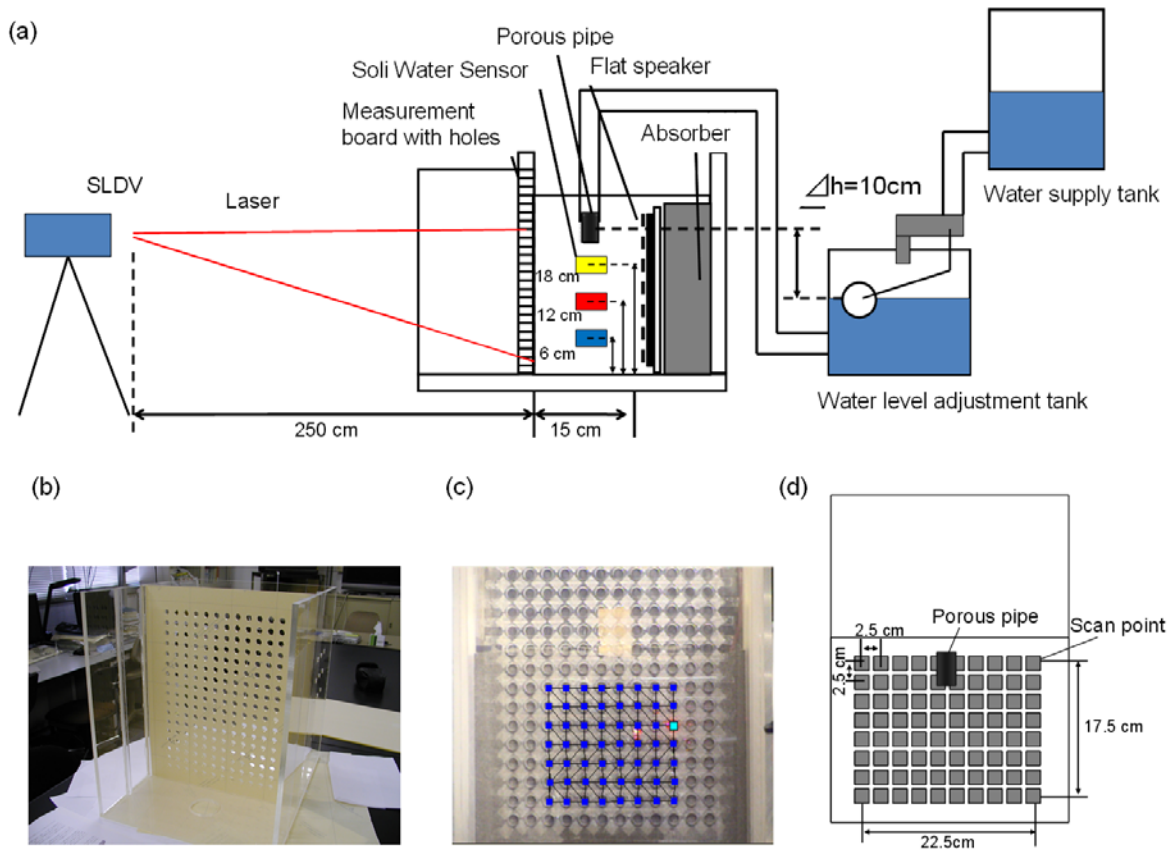 (a)
Porous pipe
Soli Water Sensor
Flat speaker
Measurement
board with holes
Absorber
SLDV
Laser
⊿h=10cm
Water supply tank
18 cm
12 cm
6 cm
Water level adjustment tank
250 cm
15 cm
(b)
(c)
(d)
Porous pipe
Scan point
2.5 cm
2.5 cm
17.5 cm
22.5cm